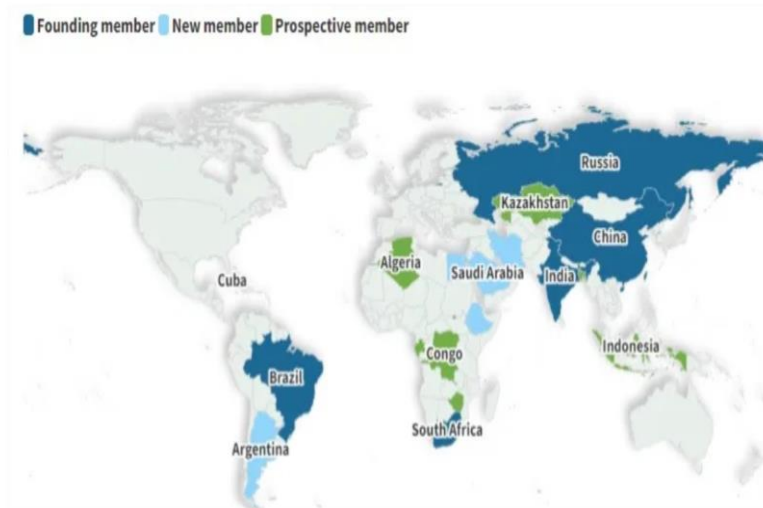 Founding member New member Prospective member
Russia
Kazakhstan
China
Algeria
Saudi Arabia
India
Cuba
Indonesia
Congo
Brazil
South Africa
Argentina